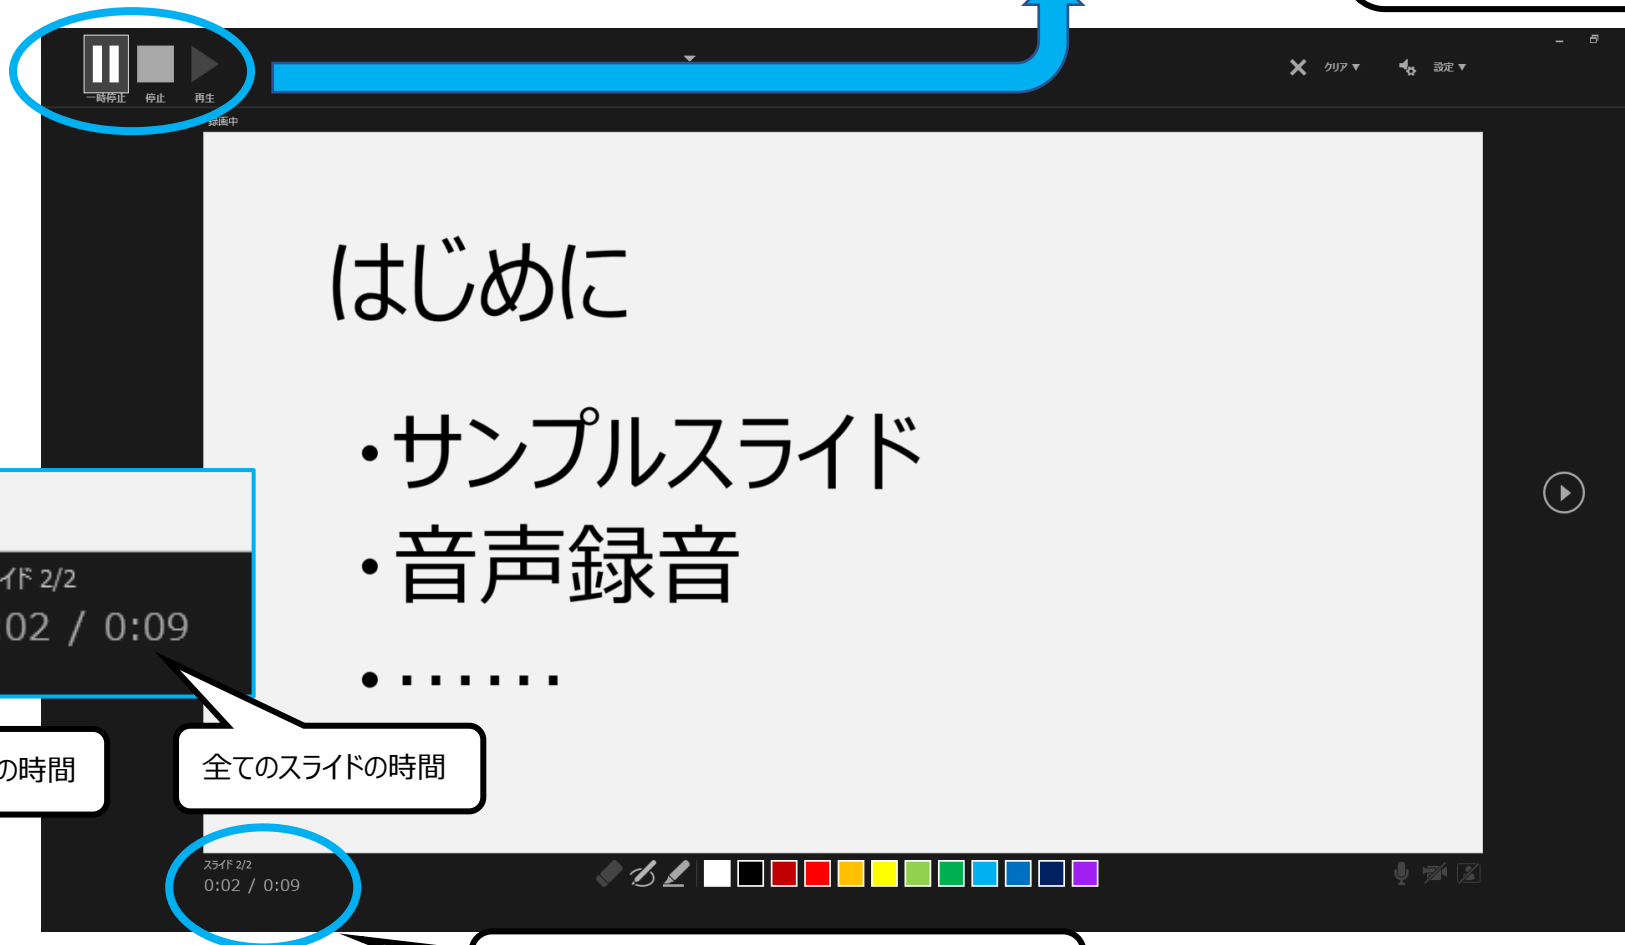 一時停止 停止 再生
クリア▼ 設定▼
録画中
はじめに
・サンプルスライド
・音声録音
・・・・・・・
イド 2/2
02 / 0:09
の時間
全てのスライドの時間
スライド 2/2
0:02 / 0:09